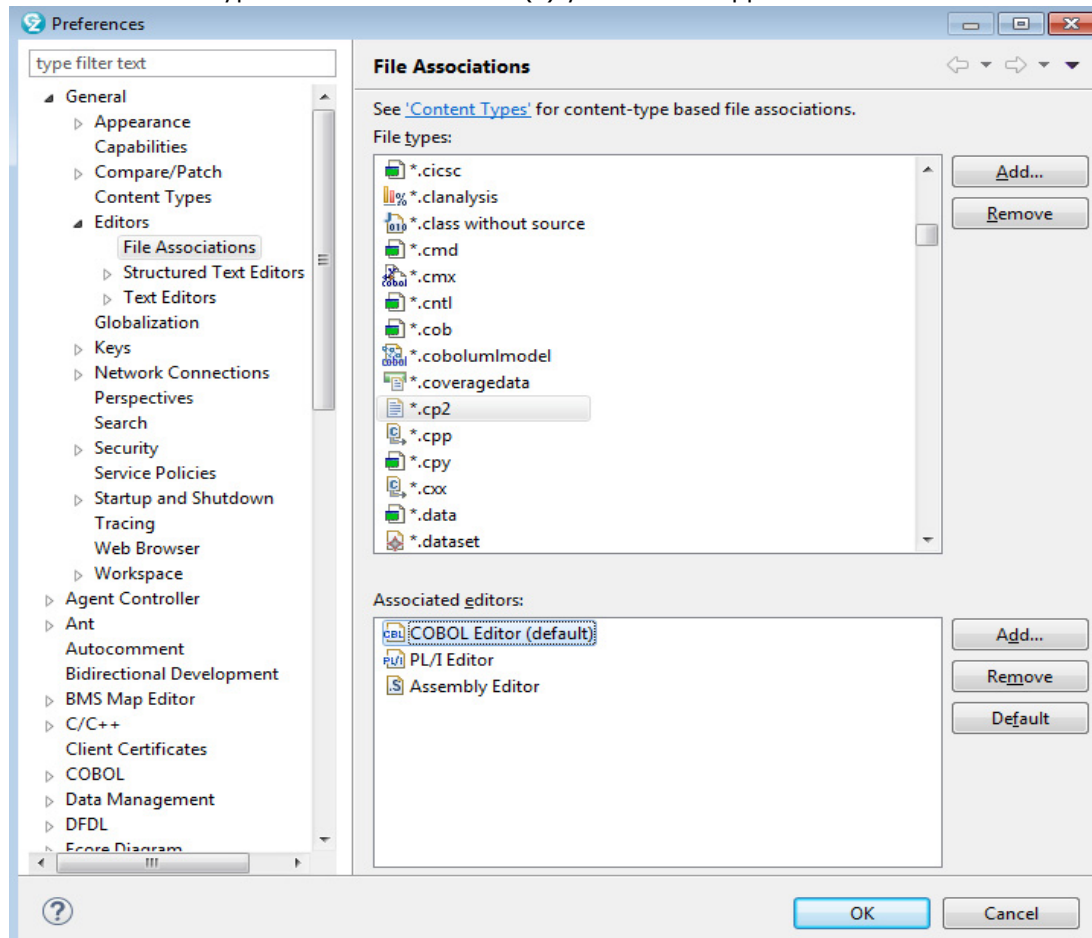 Preferences
type filter text
General
Appearance
Capabilities
Compare/Patch
Content Types
Editors
File Associations
Structured Text Editors
Text Editors
Globalization
Keys
Network Connections
Perspectives
Search
Security
Service Policies
Startup and Shutdown
Tracing
Web Browser
Workspace
Agent Controller
Ant
Autocomment
Bidirectional Development
BMS Map Editor
C/C++
Client Certificates
COBOL
Data Management
DFDL
Ecore Diagram
File Associations
See 'Content Types' for content-type based file associations.
File types:
*.cicsc
*.clanalysis
*.class without source
*.cmd
*.cmx
*.cntl
*.cob
*.cobolumlmodel
*.coveragedata
*.cp2
*.cpp
*.cpy
*.cxx
*.data
*.dataset
Add...
Remove
Associated editors:
COBOL Editor (default)
PL/I Editor
Assembly Editor
Add...
Remove
Default
OK
Cancel